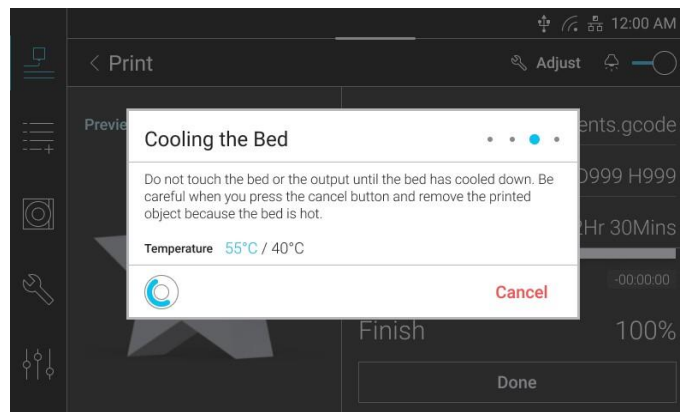 12:00 AM
< Print
Adjust
Previe
ents.gcode
Cooling the Bed
Do not touch the bed or the output until the bed has cooled down. Be
careful when you press the cancel button and remove the printed
object because the bed is hot.
D999 H999
Hr 30Mins
Temperature 55°C / 40°C
-00:00:00
Cancel
Finish 100%
Done